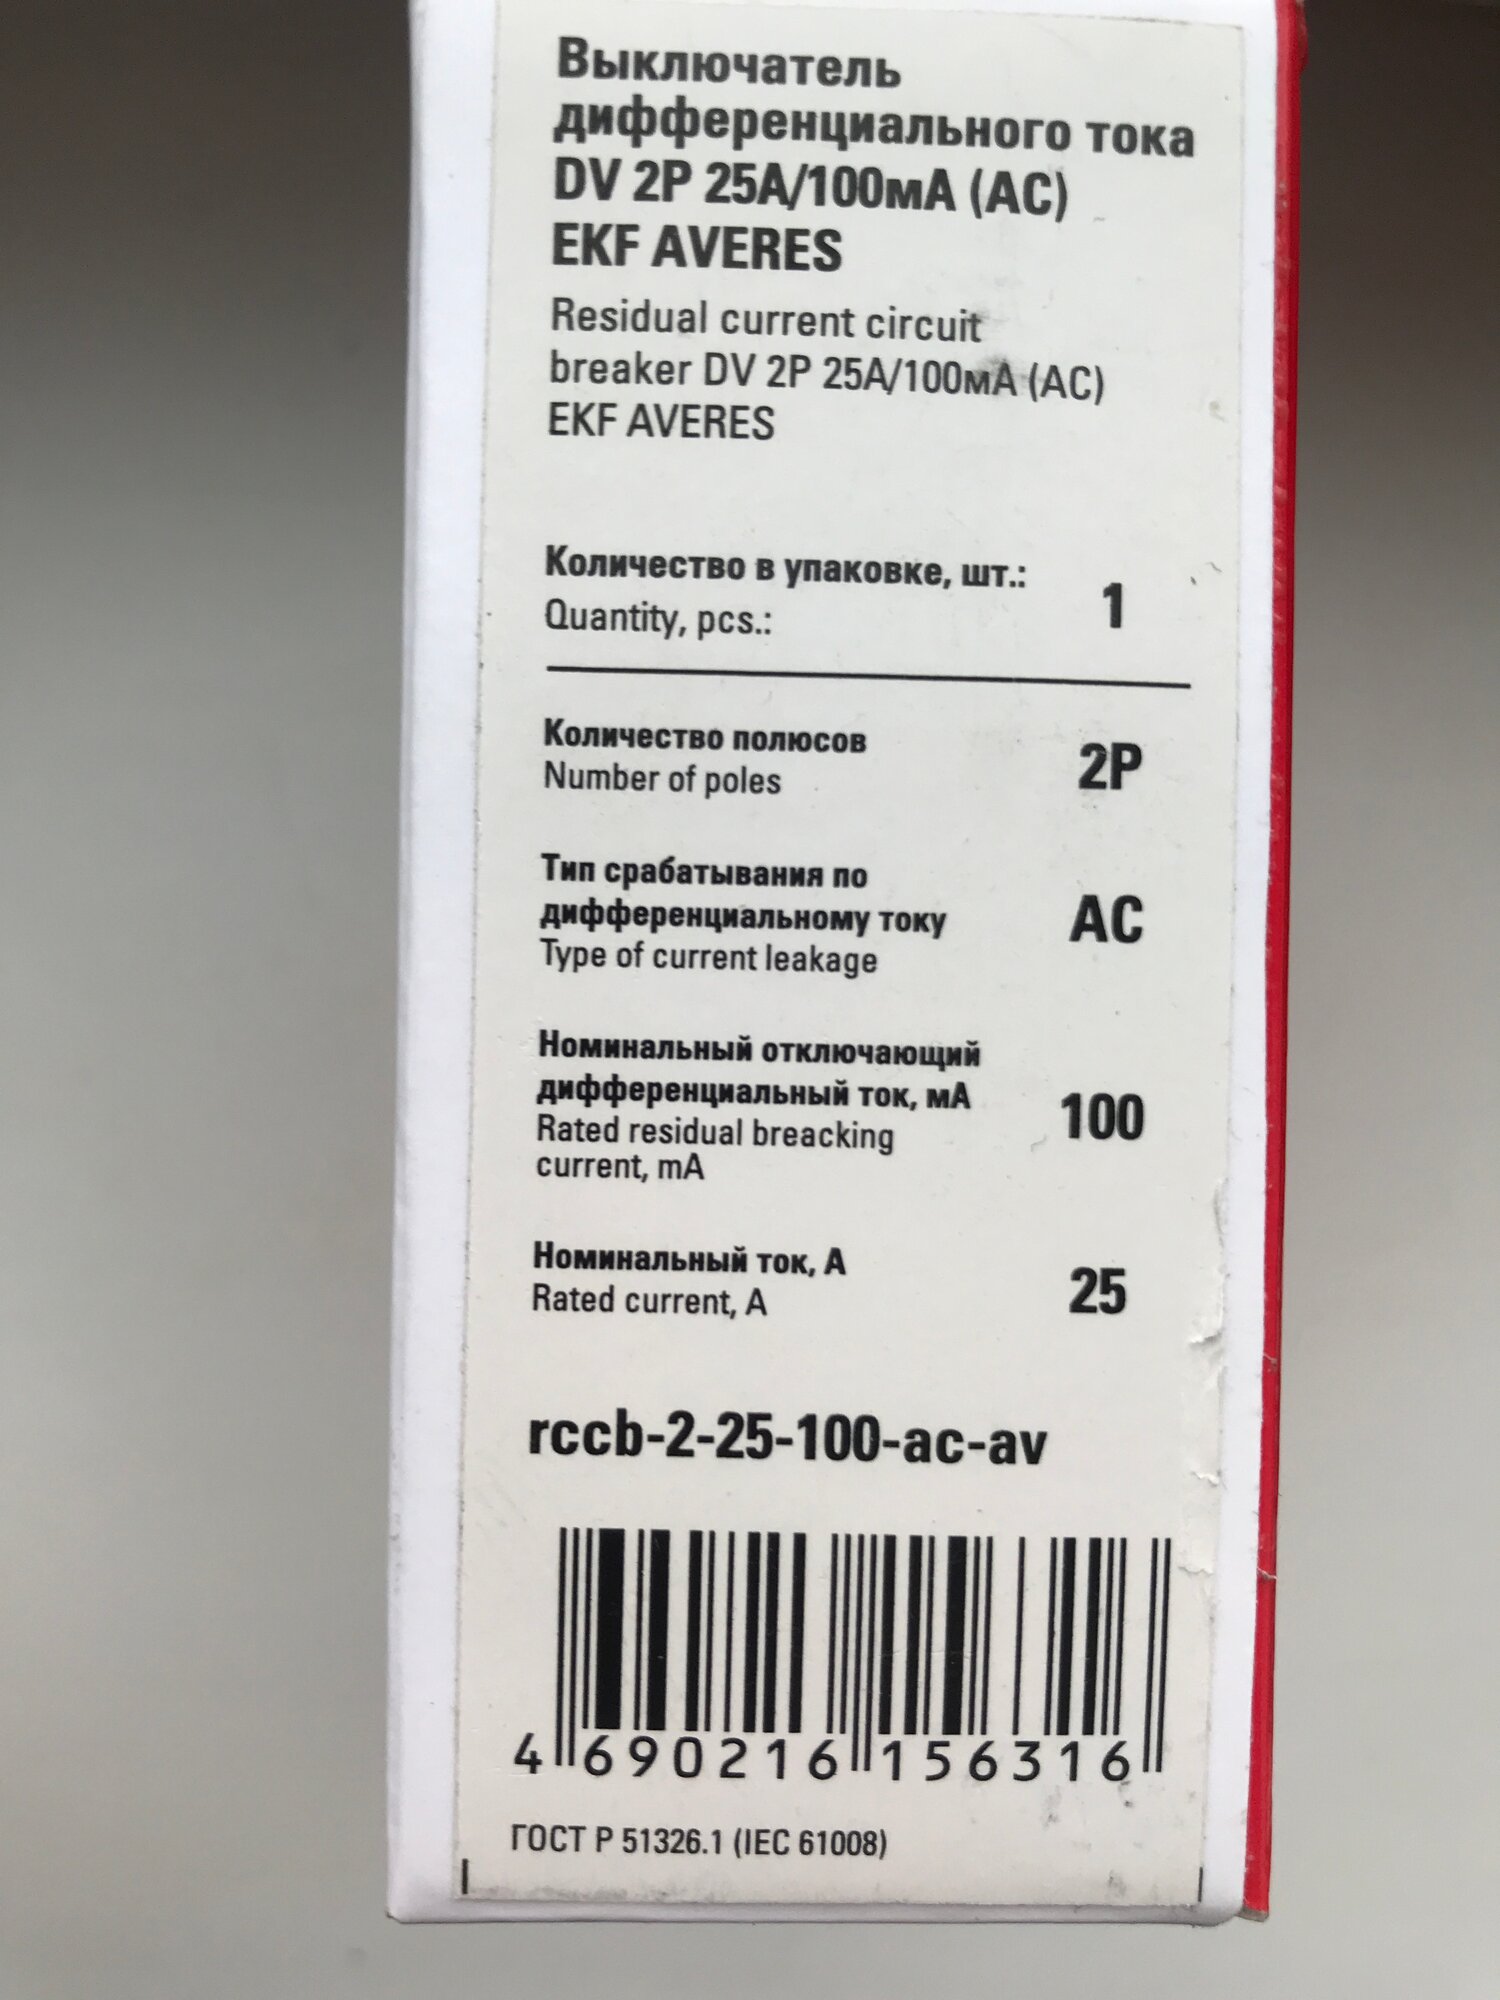 Выключатель
дифференциального тока
DV 2P 25A/100мА (AC)
EKF AVERES
Residual current circuit
breaker DV 2P 25A/100мА (AC)
EKF AVERES
Количество в упаковке, шт.:
Quantity, pcs.:
1
Количество полюсов
Number of poles
2P
Тип срабатывания по
дифференциальному току
Type of current leakage
AC
Номинальный отключающий
дифференциальный ток, мА
Rated residual breacking
current, mA
100
Номинальный ток, А
Rated current, A
25
rccb-2-25-100-ac-av
4 690216 156316
ГОСТ Р 51326.1 (IEC 61008)